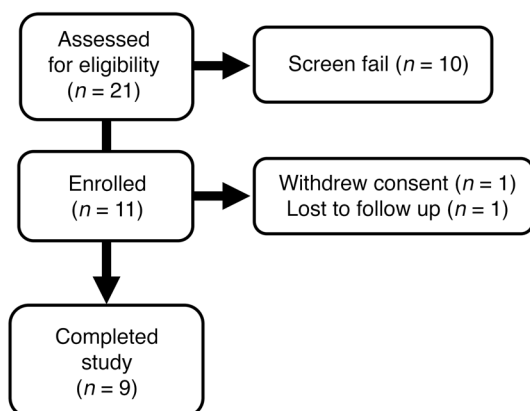 Assessed
for eligibility
(n = 21)
Screen fail (n = 10)
Enrolled
(n = 11)
Withdrew consent (n = 1)
Lost to follow up (n = 1)
Completed
study
(n = 9)